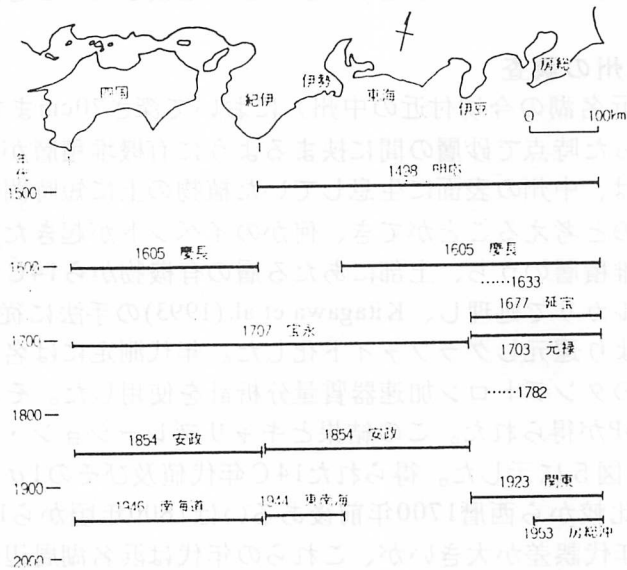 州の
四国
紀伊
伊勢
東海
伊豆
房総
0 100km
年代
1500
1498 明応
1605 慶長
1605 慶長
1600
1633
1677 延宝
1707 宝永
1700
1703 元禄
1782
1800
1854 安政
1854 安政
1900
1923 関東
1946 南海道
1944 東南海
1953 房総沖
2000